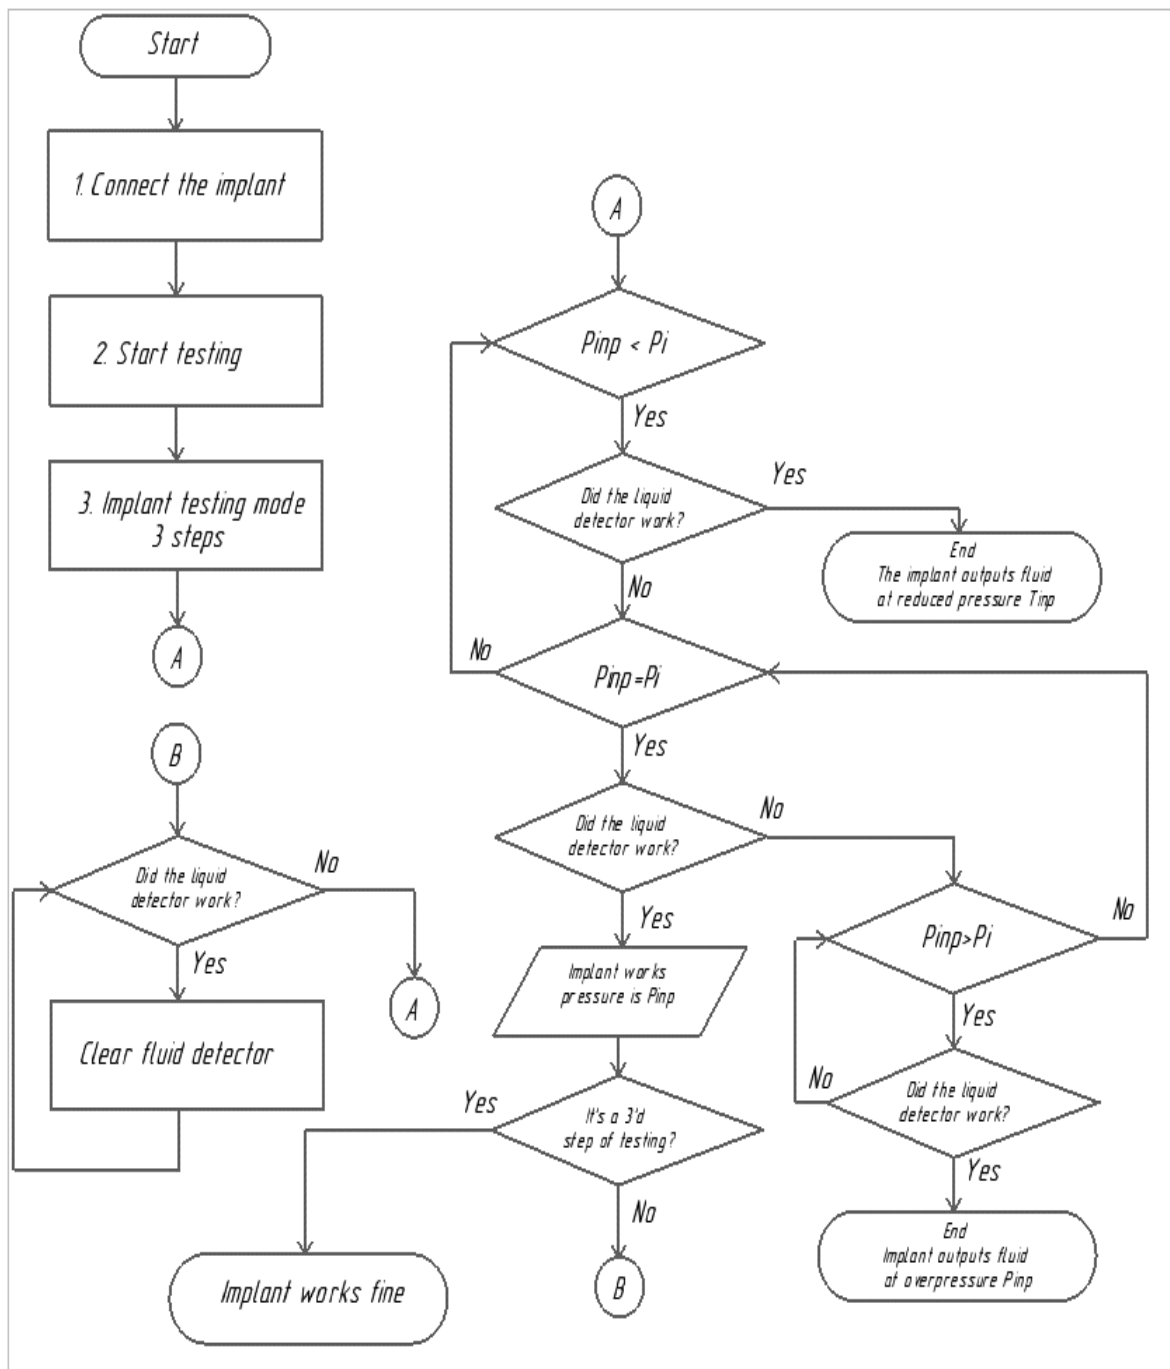 Start
1. Connect the implant
2. Start testing
3. Implant testing mode
3 steps
A
B
Did the liquid
detector work?
No
Yes
A
Clear fluid detector
A
Pinp < Pi
Yes
Did the liquid
detector work?
Yes
End
The implant outputs fluid
at reduced pressure Tinp
No
No
Pinp=Pi
Yes
Did the liquid
detector work?
No
Yes
Pinp>Pi
No
Implant works
pressure is Pinp
Yes
No
Did the liquid
detector work?
Yes
It's a 3'd
step of testing?
Yes
No
End
Implant outputs fluid
at overpressure Pinp
Implant works fine
B